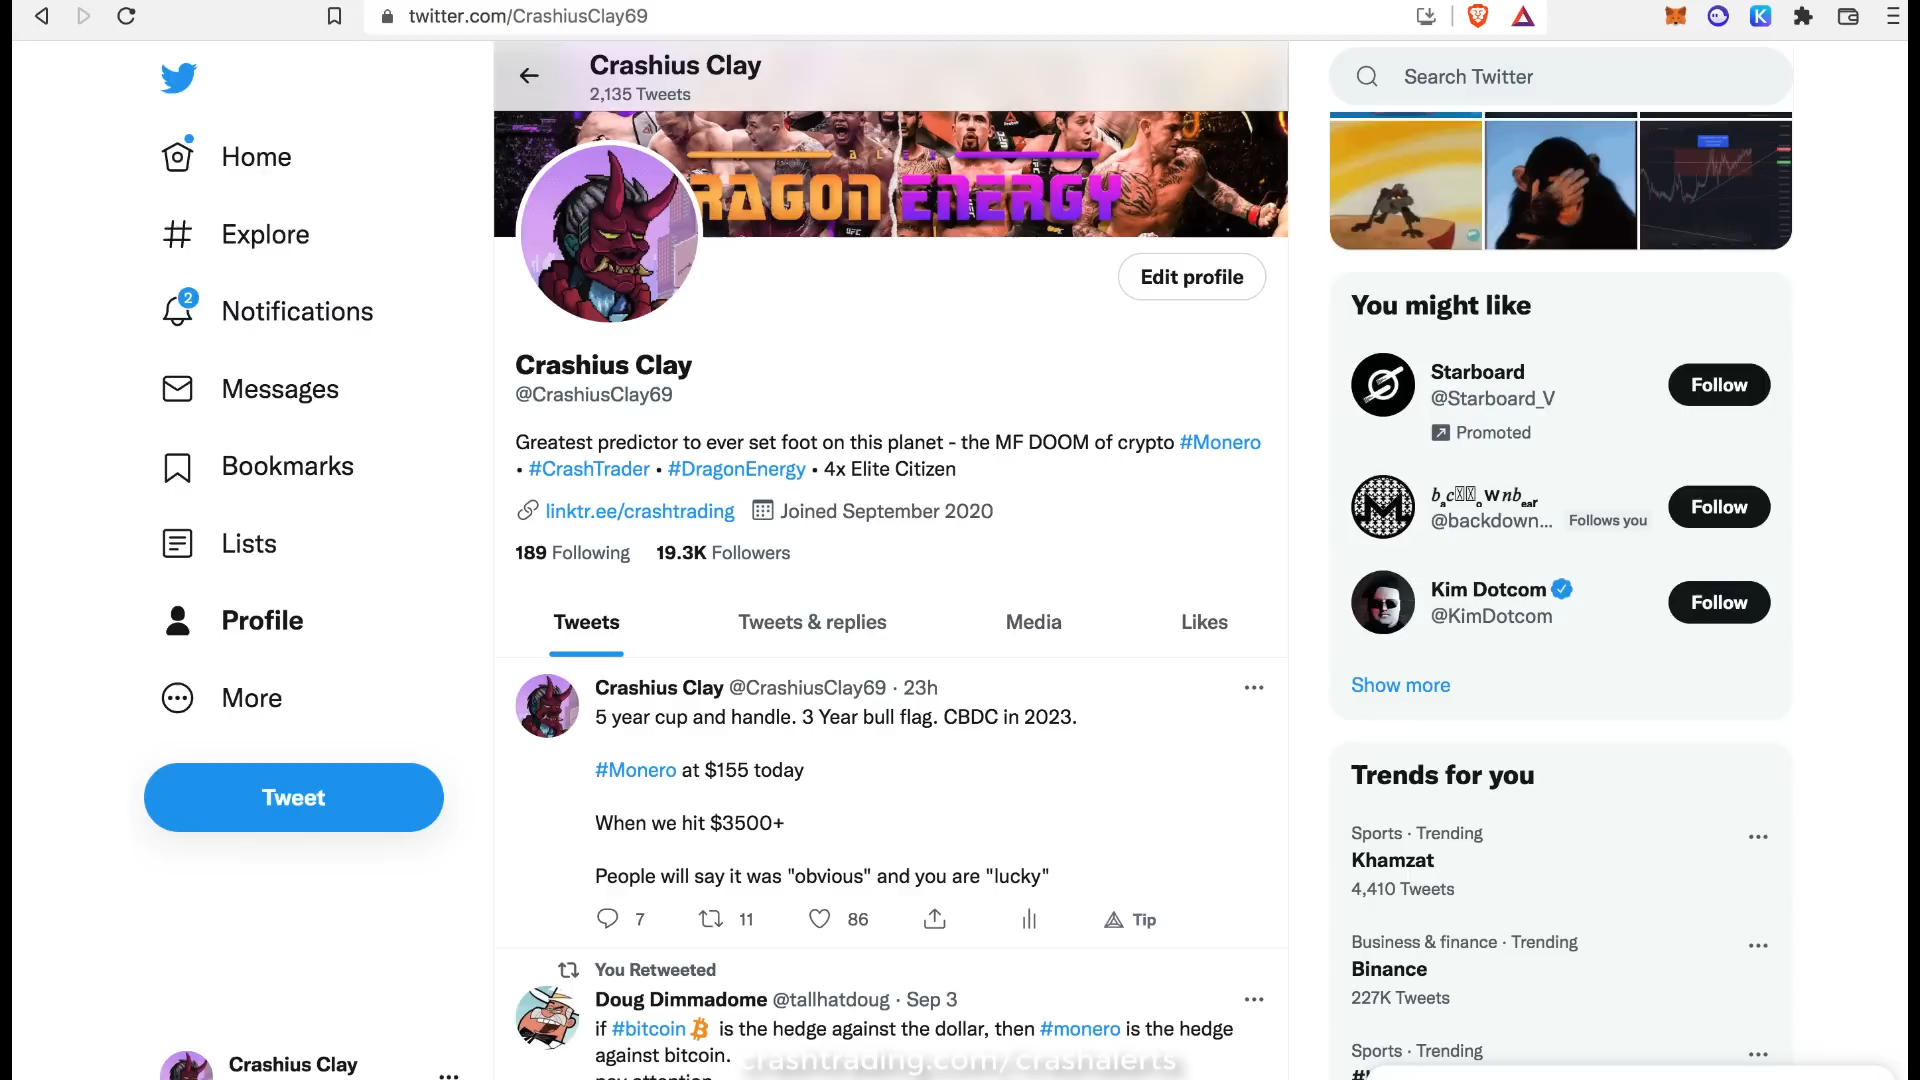 twitter.com/CrashiusClay69
Crashius Clay
2,135 Tweets
Search Twitter
Home
Explore
2
Notifications
Messages
Bookmarks
Lists
Profile
More
Tweet
Crashius Clay
RAGON ENERGY
UFC
Edit profile
Crashius Clay
@CrashiusClay69
Greatest predictor to ever set foot on this planet - the MF DOOM of crypto #Monero
• #CrashTrader • #DragonEnergy • 4x Elite Citizen
linktr.ee/crashtrading Joined September 2020
189 Following 19.3K Followers
Tweets Tweets & replies Media Likes
Crashius Clay @CrashiusClay69 · 23h
5 year cup and handle. 3 Year bull flag. CBDC in 2023.
#Monero at $155 today
When we hit $3500+
People will say it was "obvious" and you are "lucky"
7 11 86 Tip
You Retweeted
Doug Dimmadome @tallhatdoug · Sep 3
if #bitcoin is the hedge against the dollar, then #monero is the hedge
against bitcoin.
crashtrading.com/crashalerts
You might like
Starboard
@Starboard_V
Promoted
Follow
@backdown... Follows you
Follow
Kim Dotcom
@KimDotcom
Follow
Show more
Trends for you
Sports · Trending
Khamzat
4,410 Tweets
Business & finance · Trending
Binance
227K Tweets
Sports · Trending